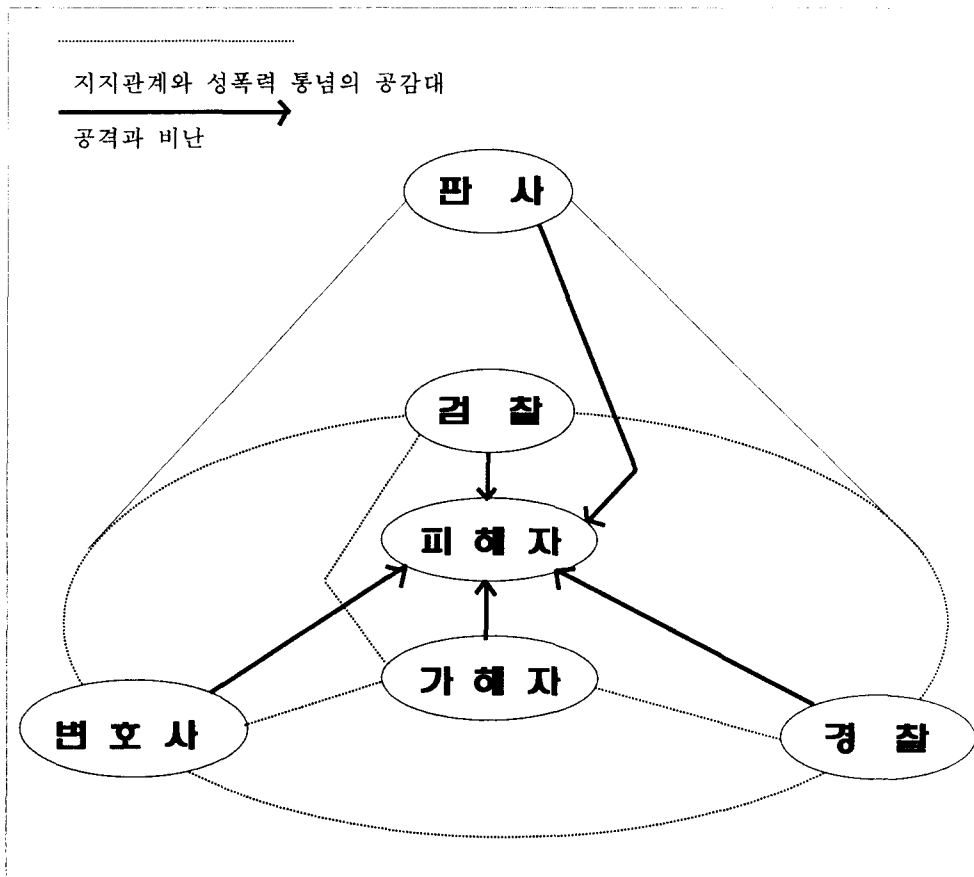 지지관계와 성폭력 통념의 공감대
공격과 비난
판 사
검 찰
피 해 자
가 해 자
변 호 사
경 찰